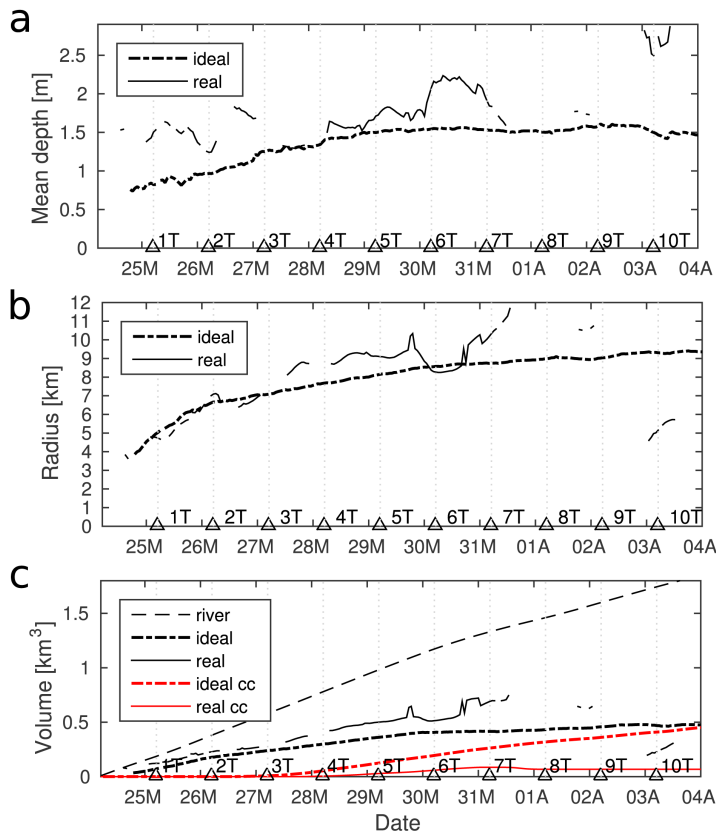 a
2.5
2
1.5
1
0.5
0
Mean depth [m]
ideal
real
1T 2T 3T 4T 5T 6T 7T 8T 9T 10T
25M 26M 27M 28M 29M 30M 31M 01A 02A 03A 04A
b
12
11
10
9
8
7
6
5
4
3
2
1
0
Radius [km]
ideal
real
1T 2T 3T 4T 5T 6T 7T 8T 9T 10T
25M 26M 27M 28M 29M 30M 31M 01A 02A 03A 04A
c
1.5
1
0.5
0
Volume [km³]
river
ideal
real
ideal cc
real cc
1T 2T 3T 4T 5T 6T 7T 8T 9T 10T
25M 26M 27M 28M 29M 30M 31M 01A 02A 03A 04A
Date